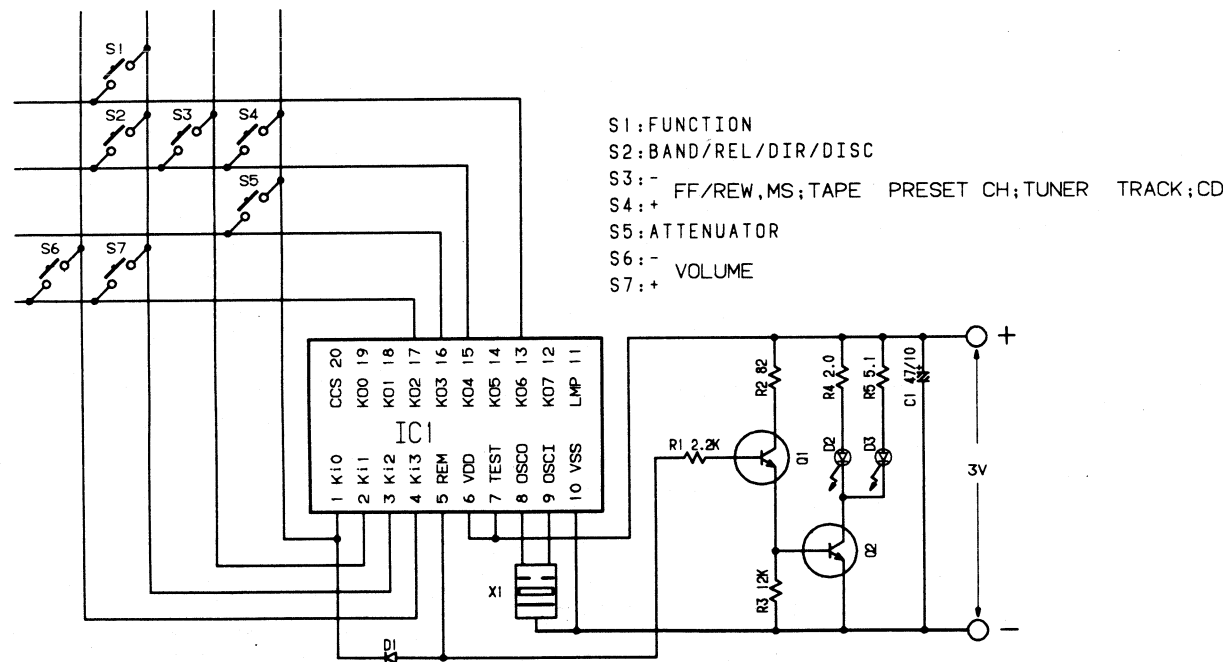 S1
S2 S3 S4
S5
S6 S7
S1:FUNCTION
S2:BAND/REL/DIR/DISC
S3:-
S4:+
FF/REW,MS;TAPE PRESET CH;TUNER TRACK;CD
S5:ATTENUATOR
S6:-
S7:+
VOLUME
CCS 20
KO0 19
KO1 18
KO2 17
KO3 16
KO4 15
KO5 14
KO6 13
KO7 12
LMP 11
IC1
1 Ki0
2 Ki1
3 Ki2
4 Ki3
5 REM
6 VDD
7 TEST
8 OSCO
9 OSCI
10 VSS
X1
D1
R1 2.2K
R2 82
Q1
R3 12K
R4 2.0
R5 5.1
D2
D3
Q2
C1 47/10
+
3V
-
+